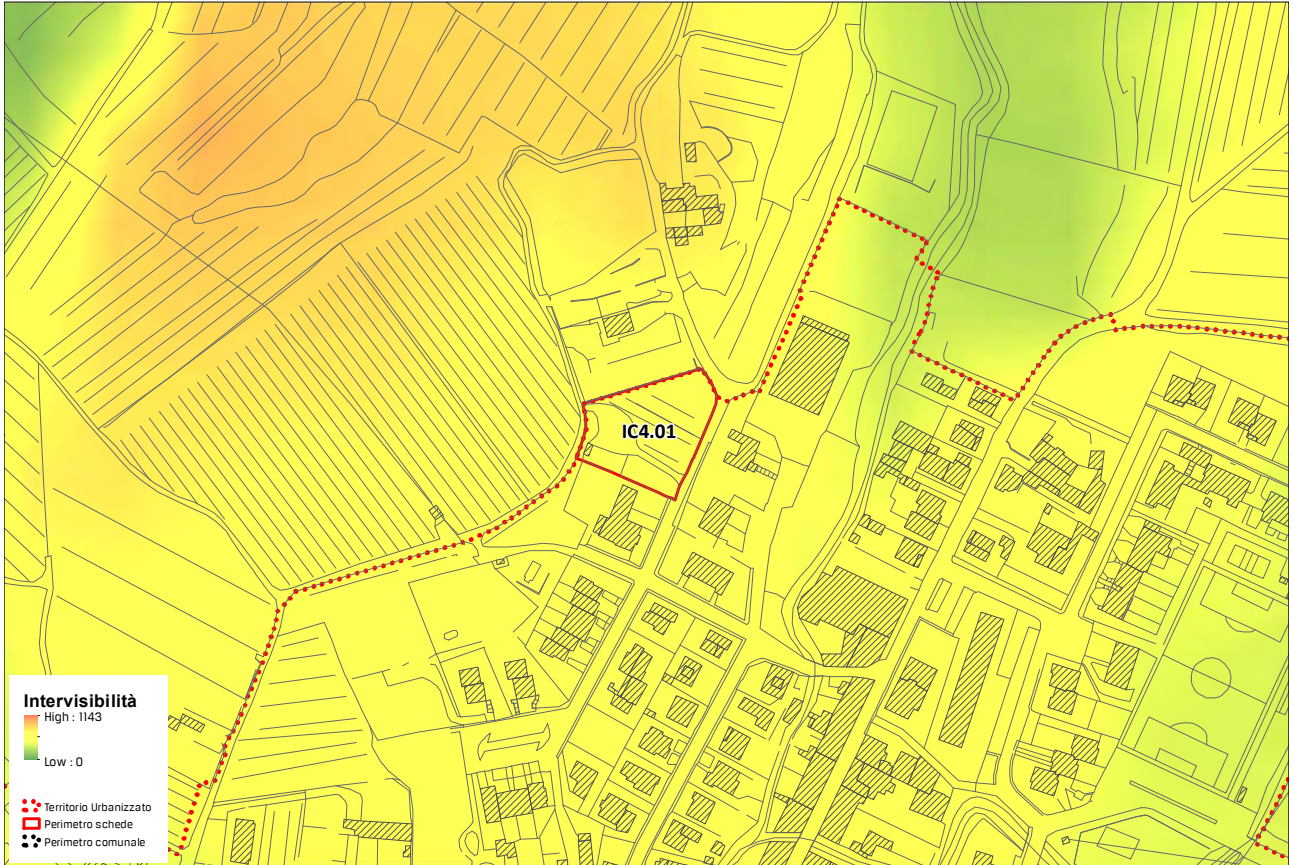 IC4.01
Intervisibilità
High : 1143
Low : 0
Territorio Urbanizzato
Perimetro schede
Perimetro comunale